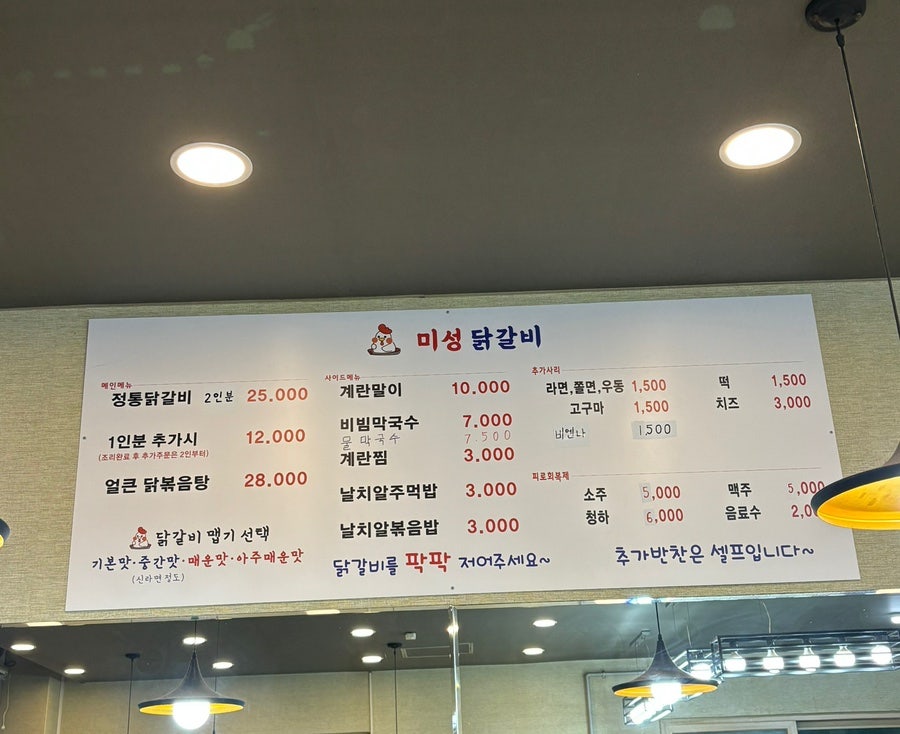 미성 닭갈비
메인메뉴
정통닭갈비 2인분 25.000
1인분 추가시 12.000
(조리완료 후 추가주문은 2인부터)
얼큰 닭볶음탕 28.000
닭갈비 맵기 선택
기본맛·중간맛·매운맛·아주매운맛
(신라면정도)
사이드메뉴
계란말이 10.000
비빔막국수 7.000
물막국수 7.500
계란찜 3.000
날치알주먹밥 3.000
날치알볶음밥 3.000
닭갈비를 팍팍 저어주세요~
추가사리
라면,쫄면,우동 1,500
고구마 1,500
비엔나 1,500
떡 1,500
치즈 3,000
피로회복제
소주 5,000
청하 6,000
맥주 5,000
음료수
추가반찬은 셀프입니다~